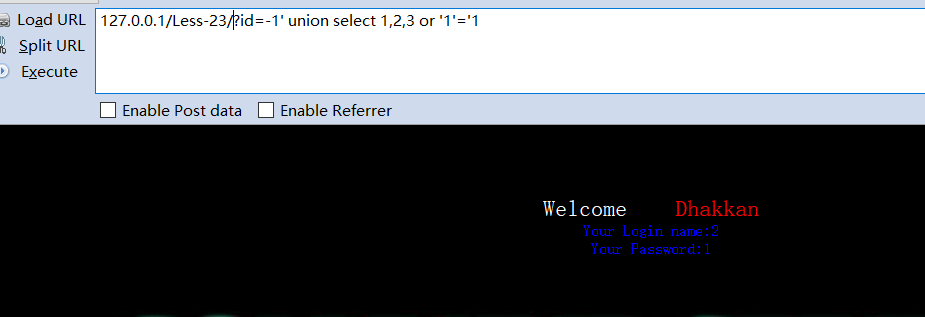 Load URL
127.0.0.1/Less-23/?id=-1' union select 1,2,3 or '1'='1
Split URL
Execute
Enable Post data Enable Referrer
Welcome Dhakkan
Your Login name:2
Your Password:1